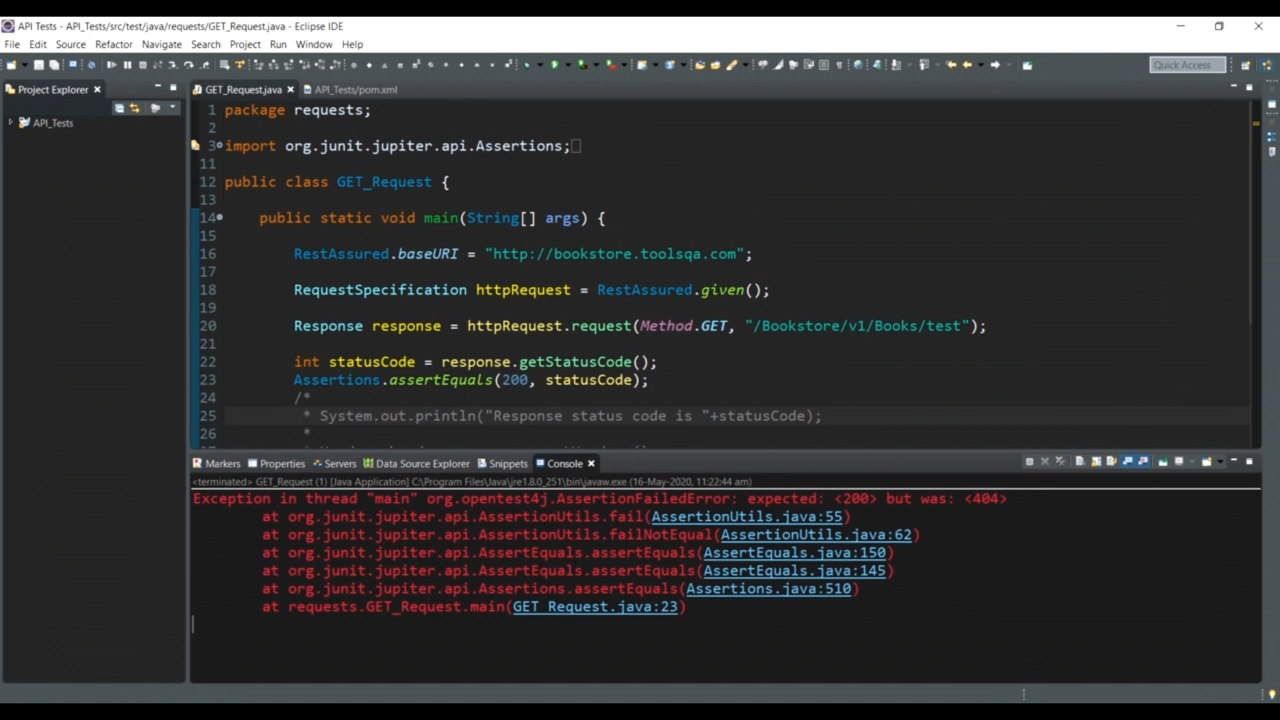 API Tests - API_Tests/src/test/java/requests/GET_Request.java - Eclipse IDE
File Edit Source Refactor Navigate Search Project Run Window Help
Quick Access
Project Explorer
API_Tests
GET_Request.java API_Tests/pom.xml
1 package requests;
2
3 import org.junit.jupiter.api.Assertions;
11
12 public class GET_Request {
13
14 public static void main(String[] args) {
15
16 RestAssured.baseURI = "http://bookstore.toolsqa.com";
17
18 RequestSpecification httpRequest = RestAssured.given();
19
20 Response response = httpRequest.request(Method.GET, "/Bookstore/v1/Books/test");
21
22 int statusCode = response.getStatusCode();
23 Assertions.assertEquals(200, statusCode);
24 /*
25 * System.out.println("Response status code is "+statusCode);
26 *
Markers Properties Servers Data Source Explorer Snippets Console
<terminated> GET_Request (1) [Java Application] C:\Program Files\Java\jre1.8.0_251\bin\javaw.exe (16-May-2020, 11:22:44 am)
Exception in thread "main" org.opentest4j.AssertionFailedError: expected: <200> but was: <404>
at org.junit.jupiter.api.AssertionUtils.fail(AssertionUtils.java:55)
at org.junit.jupiter.api.AssertionUtils.failNotEqual(AssertionUtils.java:62)
at org.junit.jupiter.api.AssertEquals.assertEquals(AssertEquals.java:150)
at org.junit.jupiter.api.AssertEquals.assertEquals(AssertEquals.java:145)
at org.junit.jupiter.api.Assertions.assertEquals(Assertions.java:510)
at requests.GET_Request.main(GET_Request.java:23)